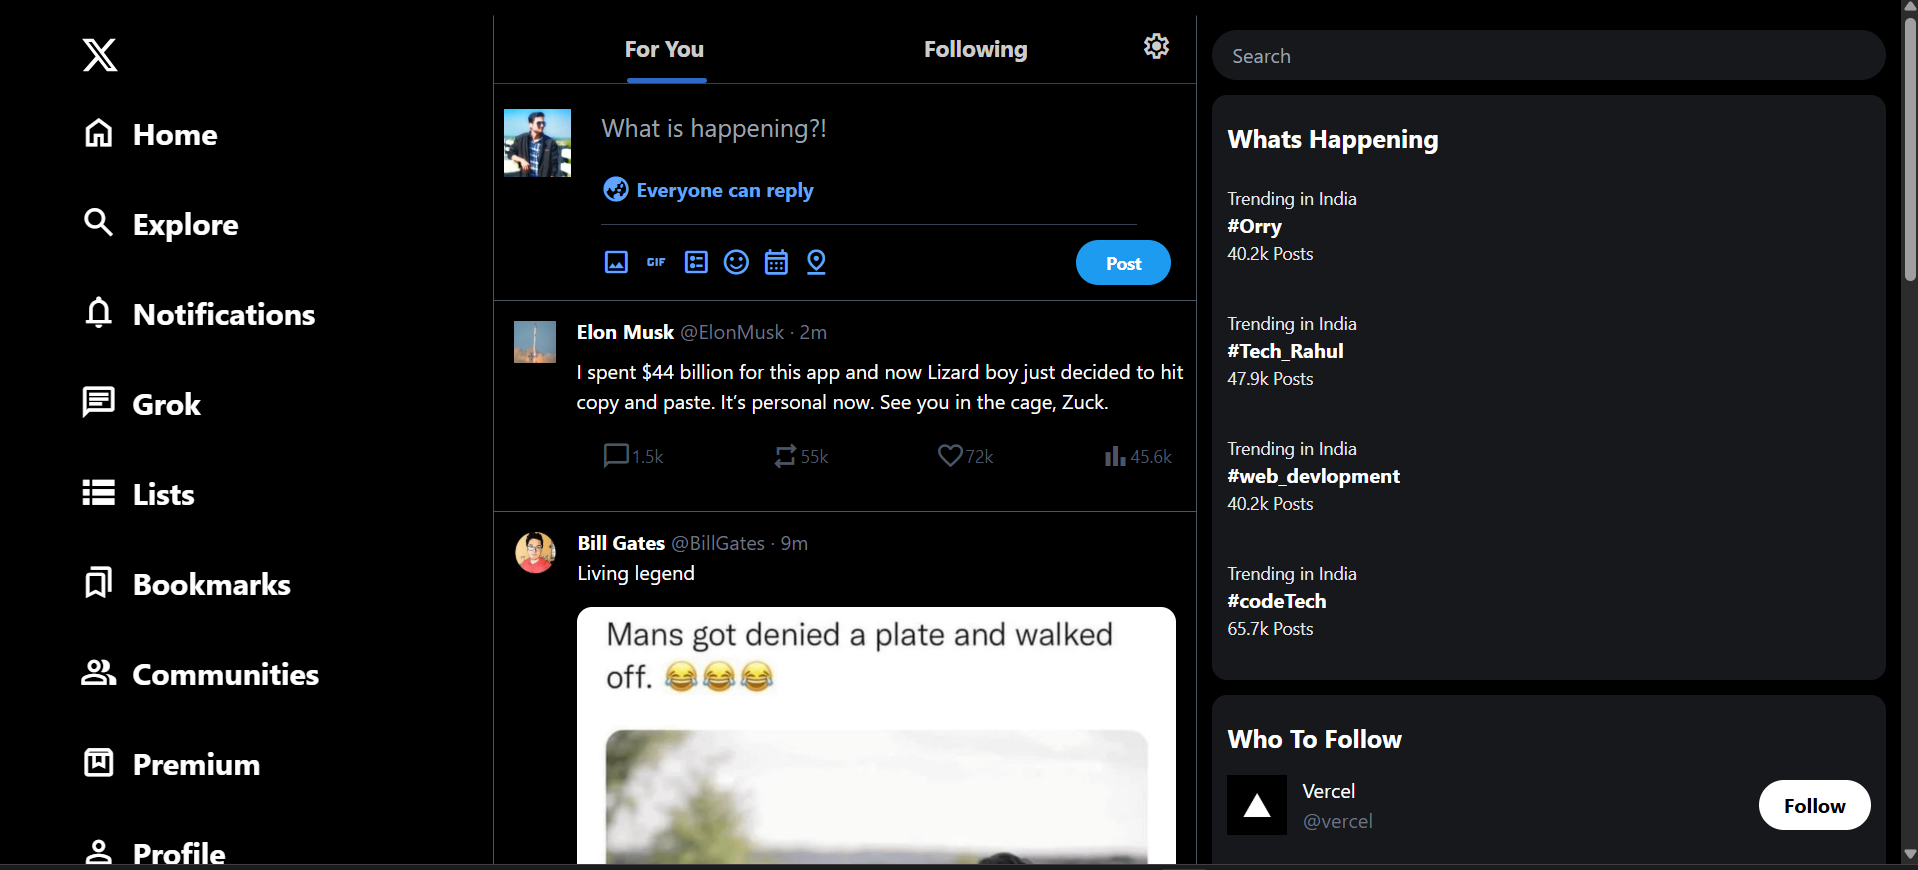 Home
Explore
Notifications
Grok
Lists
Bookmarks
Communities
Premium
Profile
For You
Following
What is happening?!
Everyone can reply
GIF
Post
Elon Musk @ElonMusk · 2m
I spent $44 billion for this app and now Lizard boy just decided to hit
copy and paste. It’s personal now. See you in the cage, Zuck.
1.5k
55k
72k
45.6k
Bill Gates @BillGates · 9m
Living legend
Mans got denied a plate and walked
off. 😂😂😂
Search
Whats Happening
Trending in India
#Orry
40.2k Posts
Trending in India
#Tech_Rahul
47.9k Posts
Trending in India
#web_devlopment
40.2k Posts
Trending in India
#codeTech
65.7k Posts
Who To Follow
Vercel
@vercel
Follow